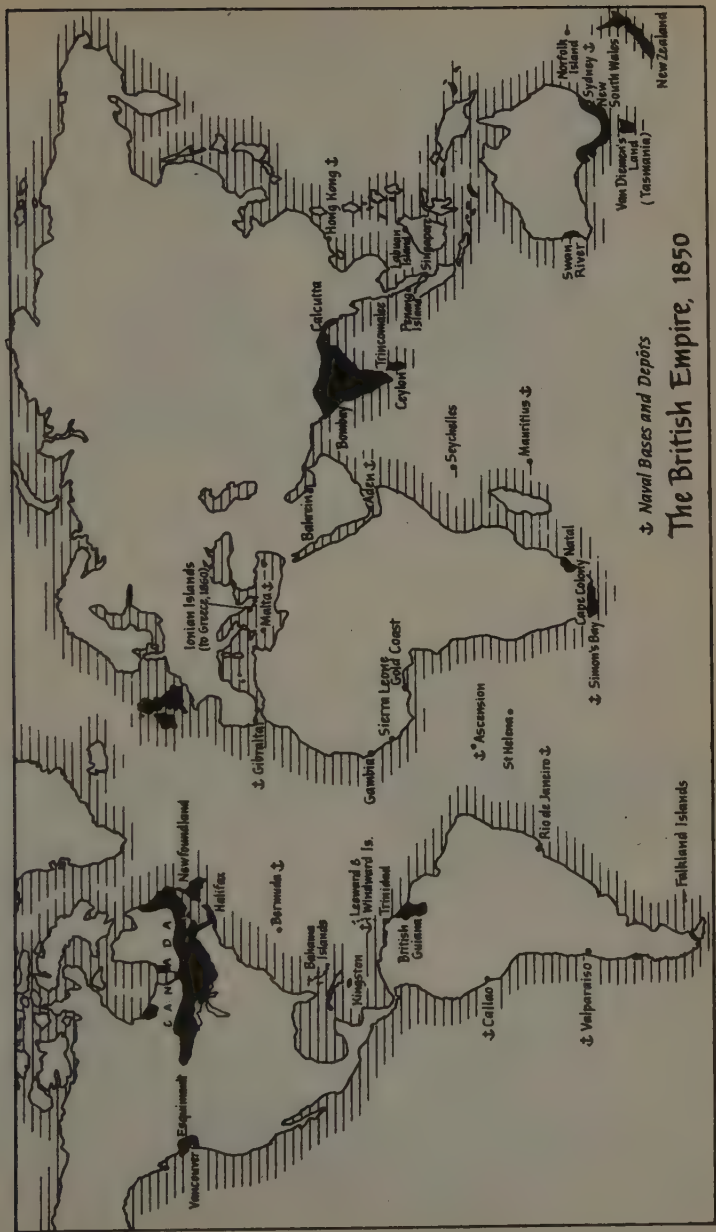 CANADA
Newfoundland
Halifax
Esquimault
Vancouver
Bermuda ⚓
Bahama
Islands
Kingston
⚓ Leeward &
Windward Is.
Trinidad
British
Guiana
⚓ Callao
⚓ Valparaiso
Rio de Janeiro ⚓
Falkland Islands
⚓ Ascension
St Helena
⚓ Gibraltar
Ionian Islands
(to Greece, 1860)
Malta ⚓
Gambia
Sierra Leone
Gold Coast
Natal
Cape Colony
⚓ Simon's Bay
Bahrein
Aden ⚓
Seychelles
Mauritius ⚓
Bombay
Calcutta
Trincomalee
Ceylon
Penang
Island
Singapore
Labuan
Island
Hong Kong ⚓
Swan
River
Norfolk
Island
Sydney ⚓
New
South Wales
Van Diemen's
Land
(Tasmania)
New Zealand
⚓ Naval Bases and Depôts
The British Empire, 1850